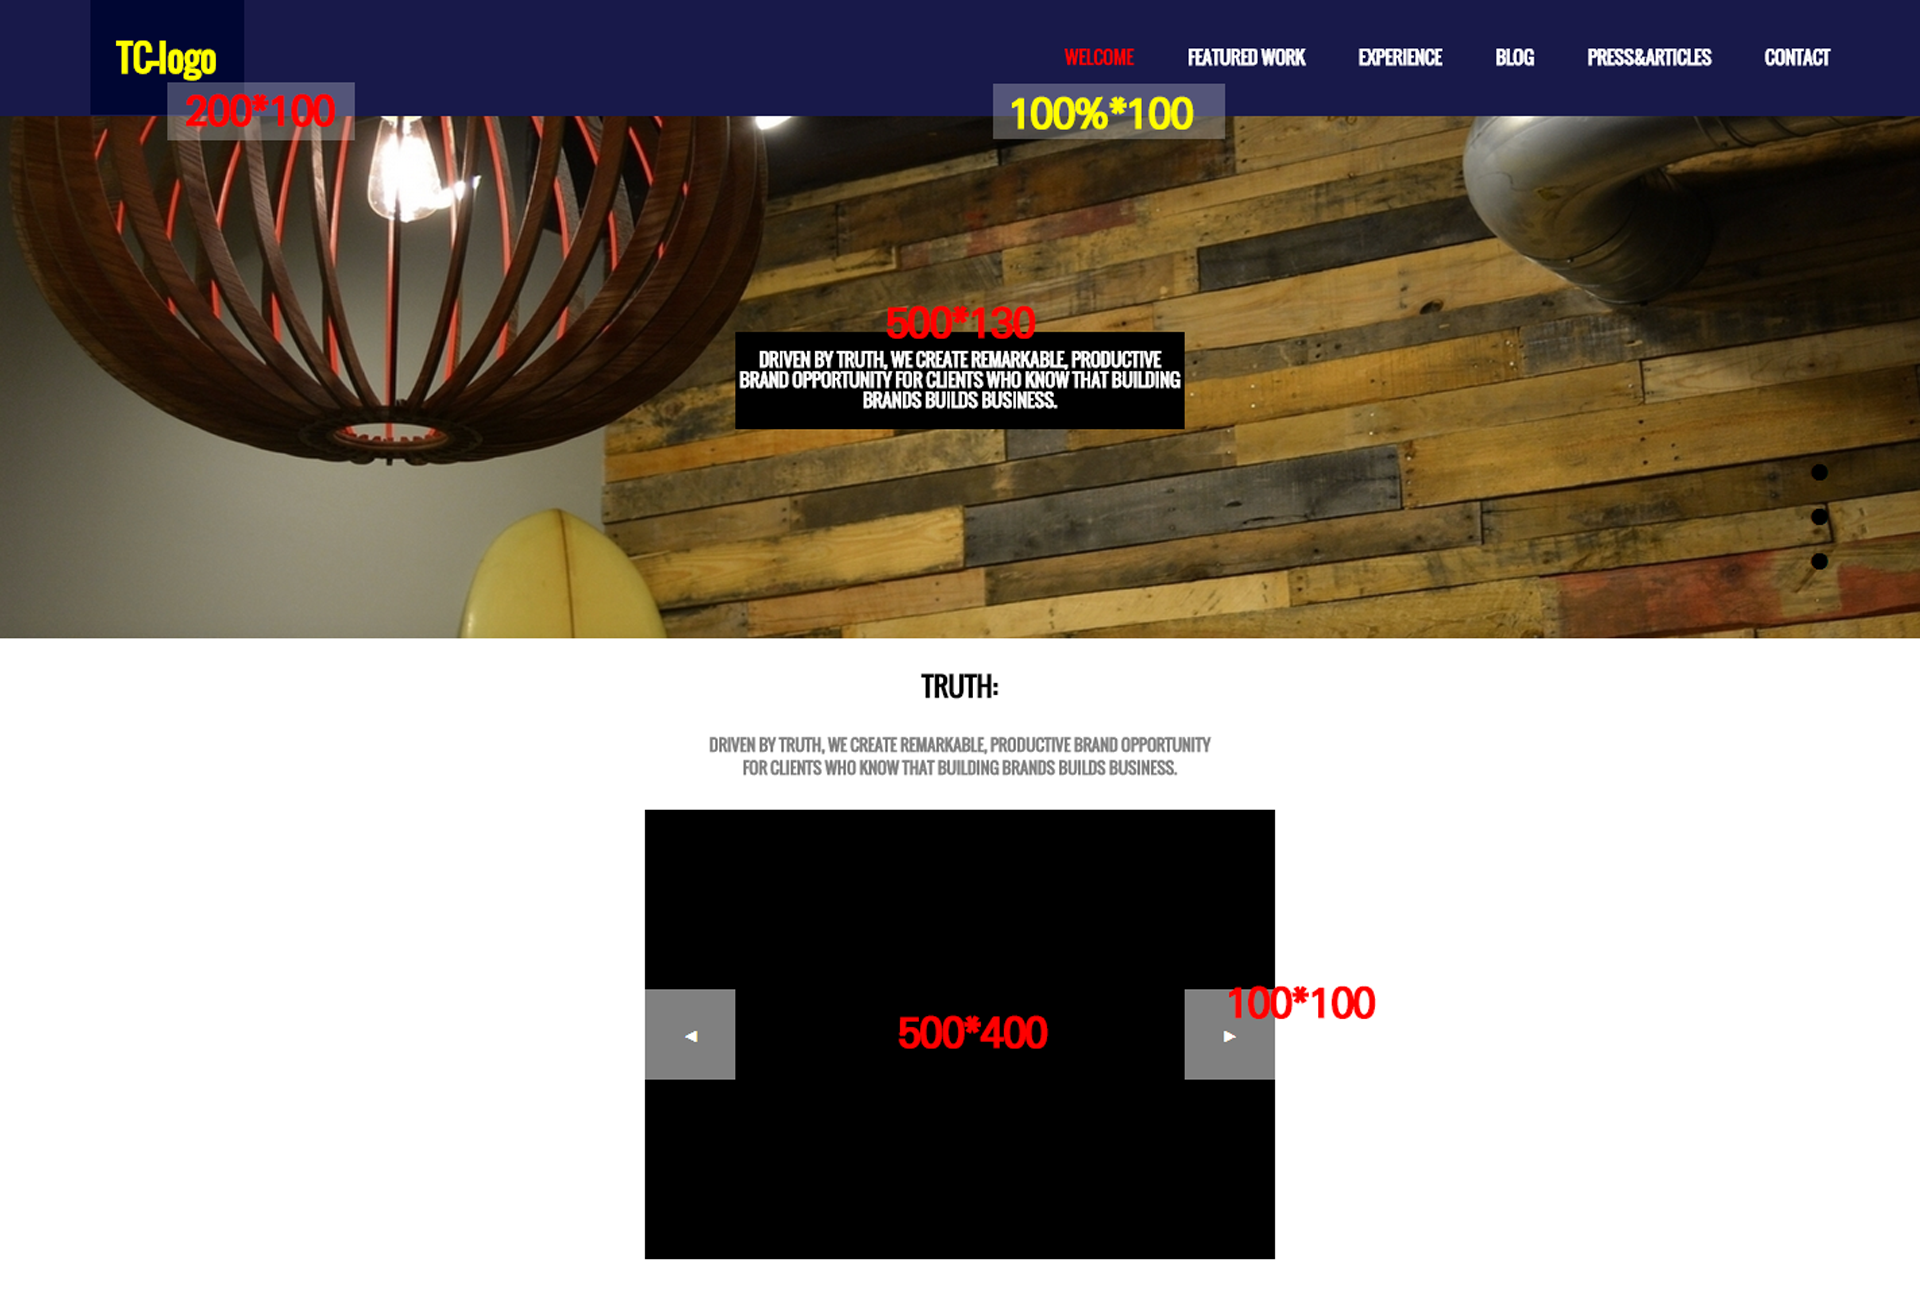 TC-logo
WELCOME FEATURED WORK EXPERIENCE BLOG PRESS&ARTICLES CONTACT
200*100
100%*100
500*130
DRIVEN BY TRUTH, WE CREATE REMARKABLE, PRODUCTIVE
BRAND OPPORTUNITY FOR CLIENTS WHO KNOW THAT BUILDING
BRANDS BUILDS BUSINESS.
TRUTH:
DRIVEN BY TRUTH, WE CREATE REMARKABLE, PRODUCTIVE BRAND OPPORTUNITY
FOR CLIENTS WHO KNOW THAT BUILDING BRANDS BUILDS BUSINESS.
100*100
500*400